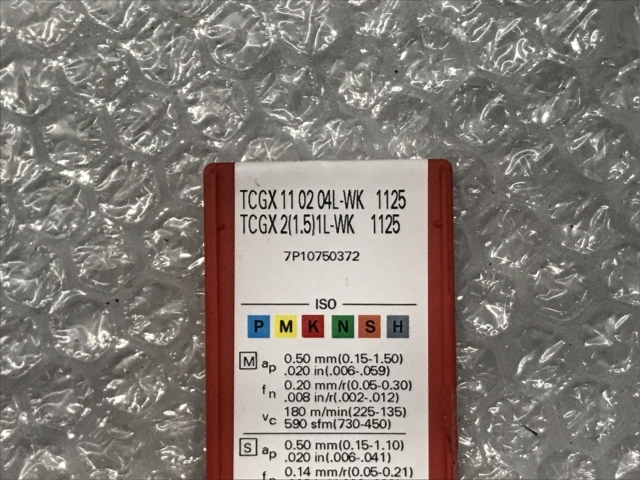 TCGX 11 02 04L-WK 1125
TCGX 2(1.5)1L-WK 1125
7P10750372
ISO
P M K N S H
M ap 0.50 mm(0.15-1.50)
.020 in(.006-.059)
fn 0.20 mm/r(0.05-0.30)
.008 in/r(.002-.012)
vc 180 m/min(225-135)
590 sfm(730-450)
S ap 0.50 mm(0.15-1.10)
.020 in(.006-.041)
fn 0.14 mm/r(0.05-0.21)